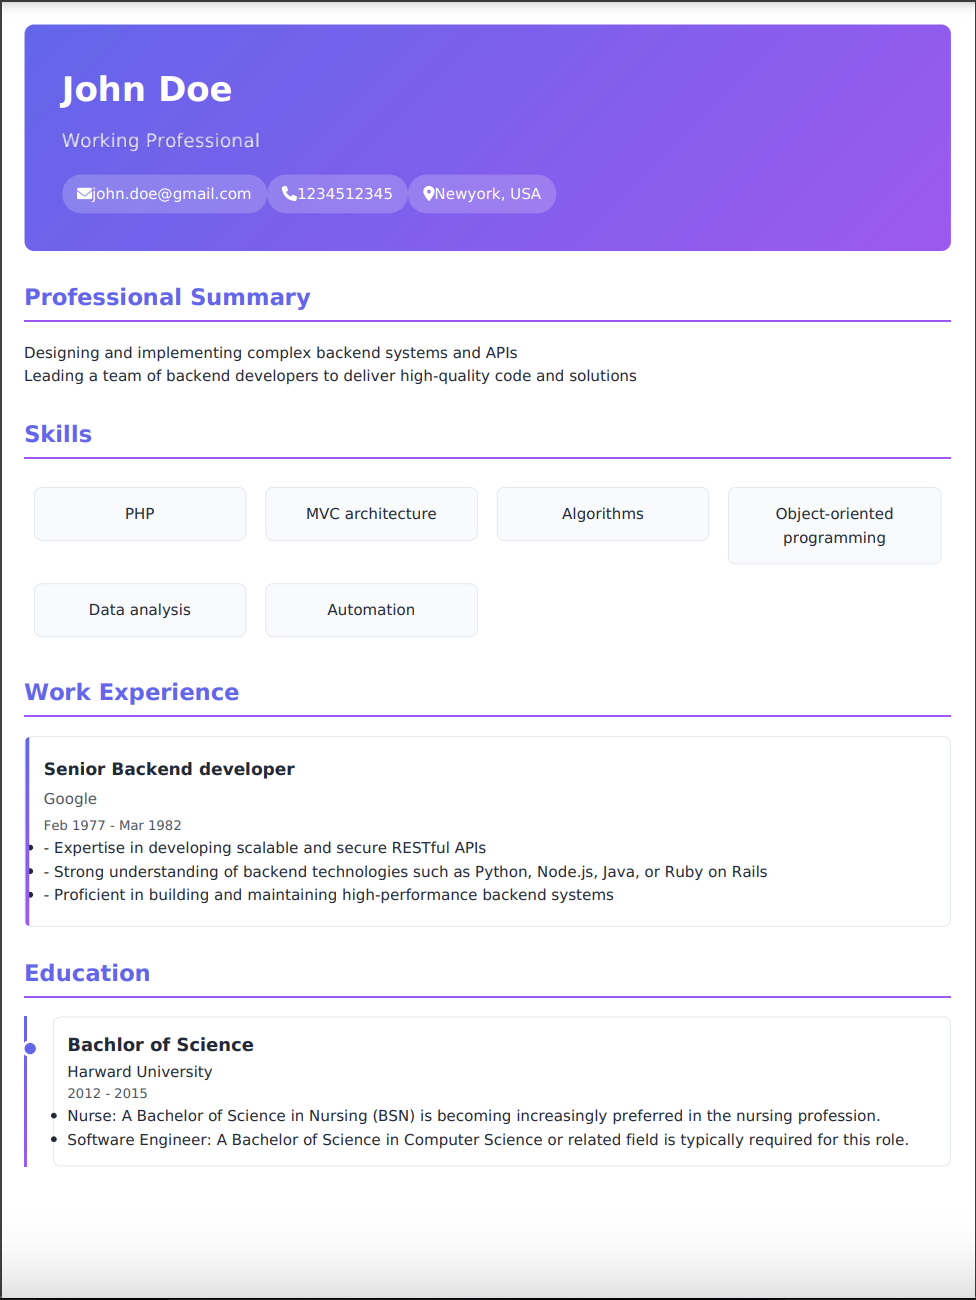 John Doe
Working Professional
john.doe@gmail.com 1234512345 Newyork, USA
Professional Summary
Designing and implementing complex backend systems and APIs
Leading a team of backend developers to deliver high-quality code and solutions
Skills
PHP
MVC architecture
Algorithms
Object-oriented
programming
Data analysis
Automation
Work Experience
Senior Backend developer
Google
Feb 1977 - Mar 1982
• - Expertise in developing scalable and secure RESTful APIs
• - Strong understanding of backend technologies such as Python, Node.js, Java, or Ruby on Rails
• - Proficient in building and maintaining high-performance backend systems
Education
Bachlor of Science
Harward University
2012 - 2015
• Nurse: A Bachelor of Science in Nursing (BSN) is becoming increasingly preferred in the nursing profession.
• Software Engineer: A Bachelor of Science in Computer Science or related field is typically required for this role.